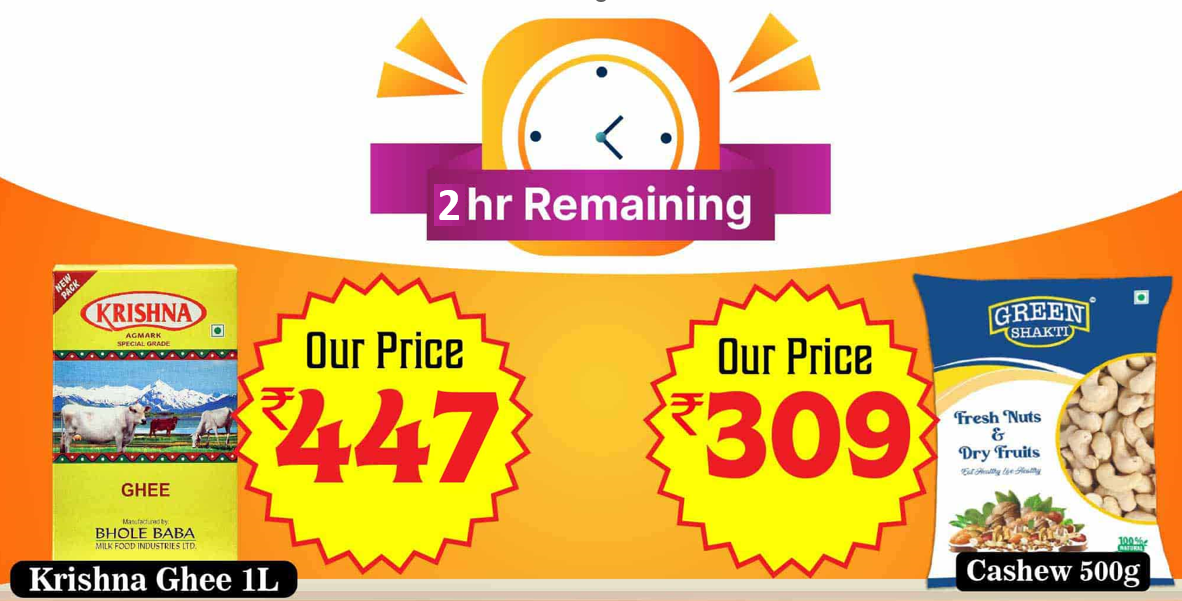 2 hr Remaining
NEW
PACK
KRISHNA
AGMARK
SPECIAL GRADE
GHEE
Manufactured by
BHOLE BABA
MILK FOOD INDUSTRIES LTD.
Krishna Ghee 1L
Our Price
₹447
Our Price
₹309
GREEN
SHAKTI
Fresh Nuts
&
Dry Fruits
Eat Healthy Live Healthy
100%
NATURAL
Cashew 500g